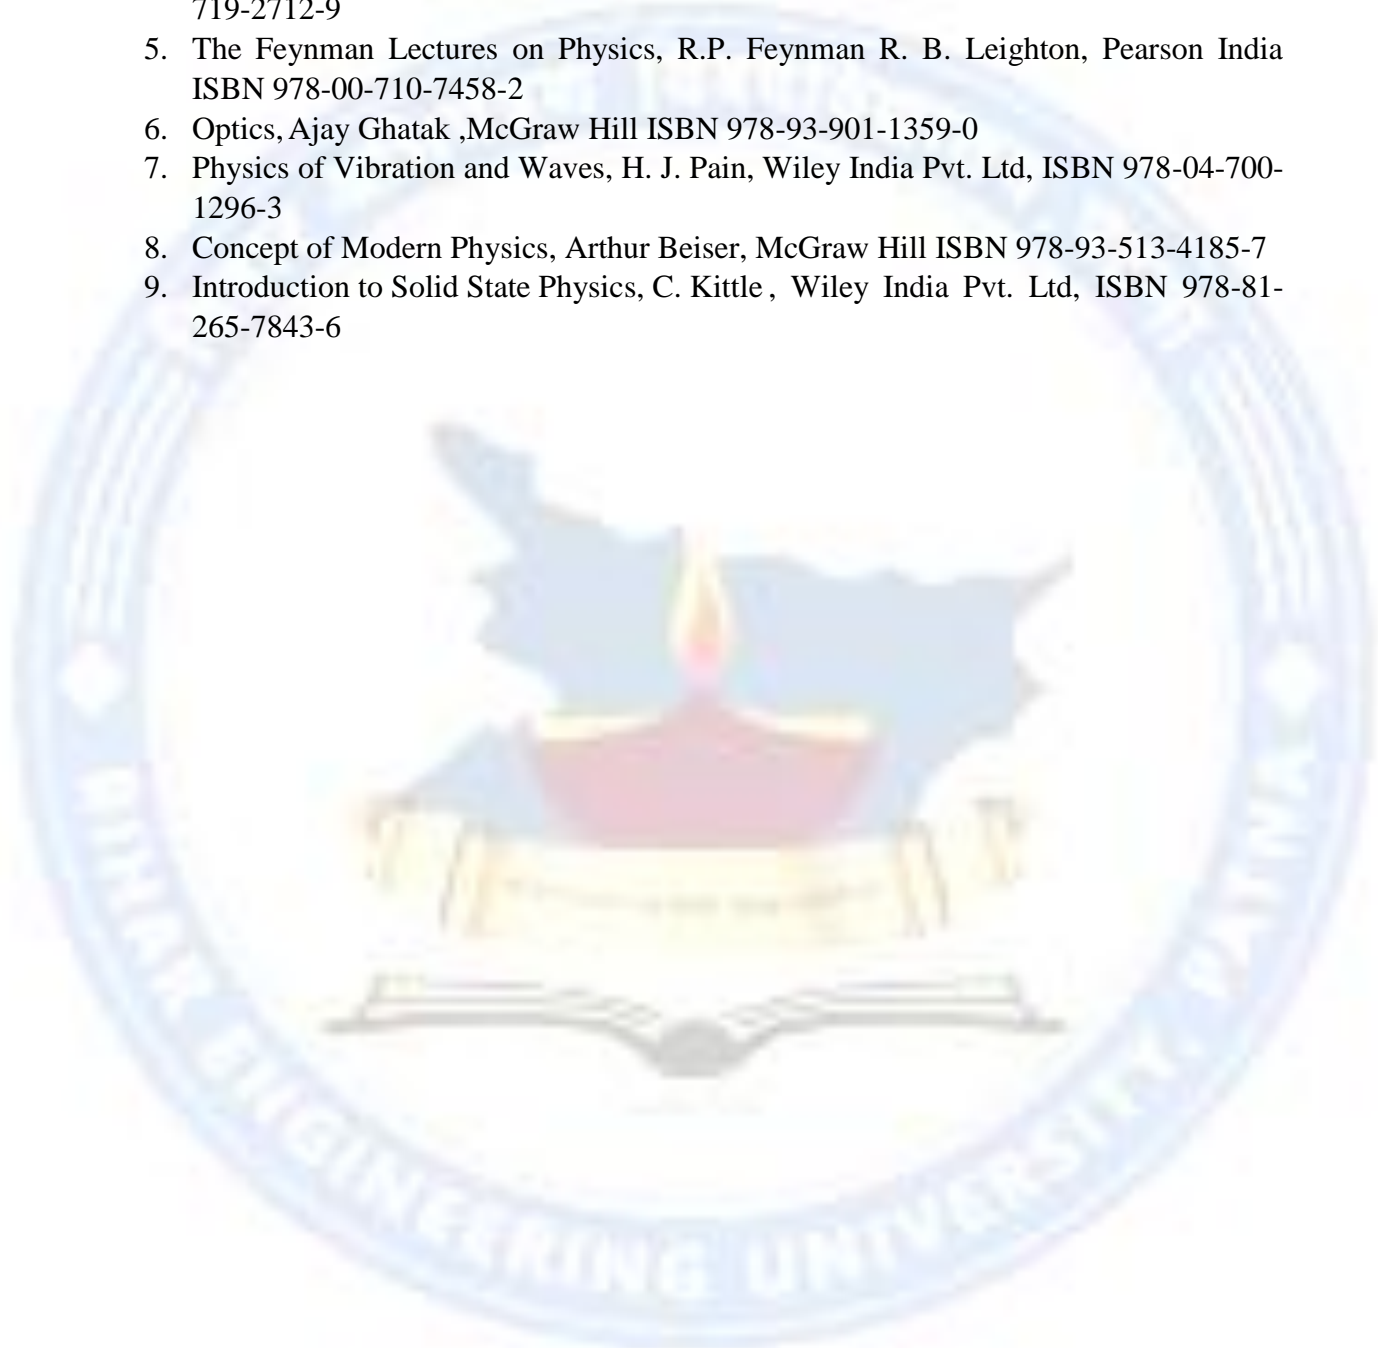 719-2712-9
5. The Feynman Lectures on Physics, R.P. Feynman R. B. Leighton, Pearson India
ISBN 978-00-710-7458-2
6. Optics, Ajay Ghatak ,McGraw Hill ISBN 978-93-901-1359-0
7. Physics of Vibration and Waves, H. J. Pain, Wiley India Pvt. Ltd, ISBN 978-04-700-
1296-3
8. Concept of Modern Physics, Arthur Beiser, McGraw Hill ISBN 978-93-513-4185-7
9. Introduction to Solid State Physics, C. Kittle , Wiley India Pvt. Ltd, ISBN 978-81-
265-7843-6
BIHAR ENGINEERING UNIVERSITY, PATNA